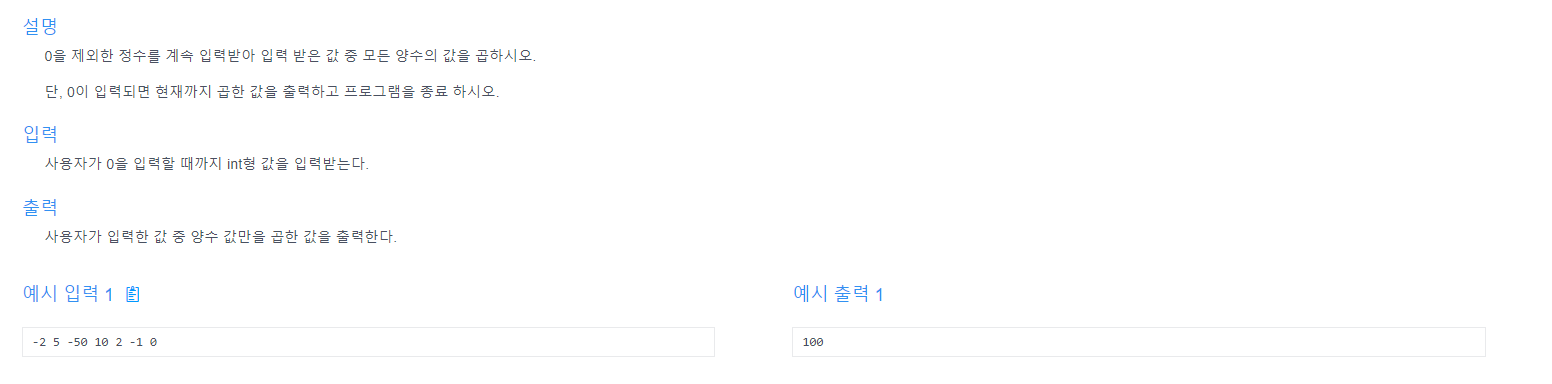 설명
0을 제외한 정수를 계속 입력받아 입력 받은 값 중 모든 양수의 값을 곱하시오.
단, 0이 입력되면 현재까지 곱한 값을 출력하고 프로그램을 종료 하시오.
입력
사용자가 0을 입력할 때까지 int형 값을 입력받는다.
출력
사용자가 입력한 값 중 양수 값만을 곱한 값을 출력한다.
예시 입력 1
-2 5 -50 10 2 -1 0
예시 출력 1
100